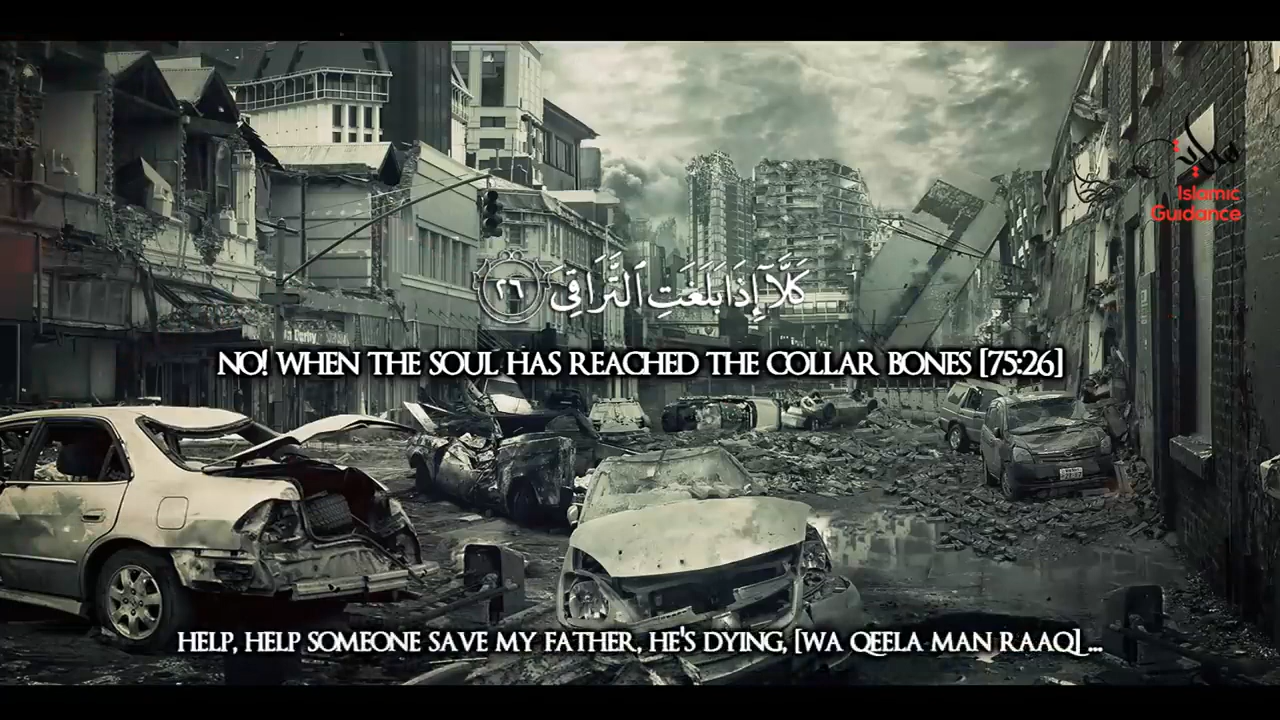 Islamic
Guidance
كَلَّآ إِذَا بَلَغَتِ ٱلتَّرَاقِىَ ٢٦
NO! WHEN THE SOUL HAS REACHED THE COLLAR BONES [75:26]
HELP, HELP SOMEONE SAVE MY FATHER, HE'S DYING, [WA QEELA MAN RAAQ] ...